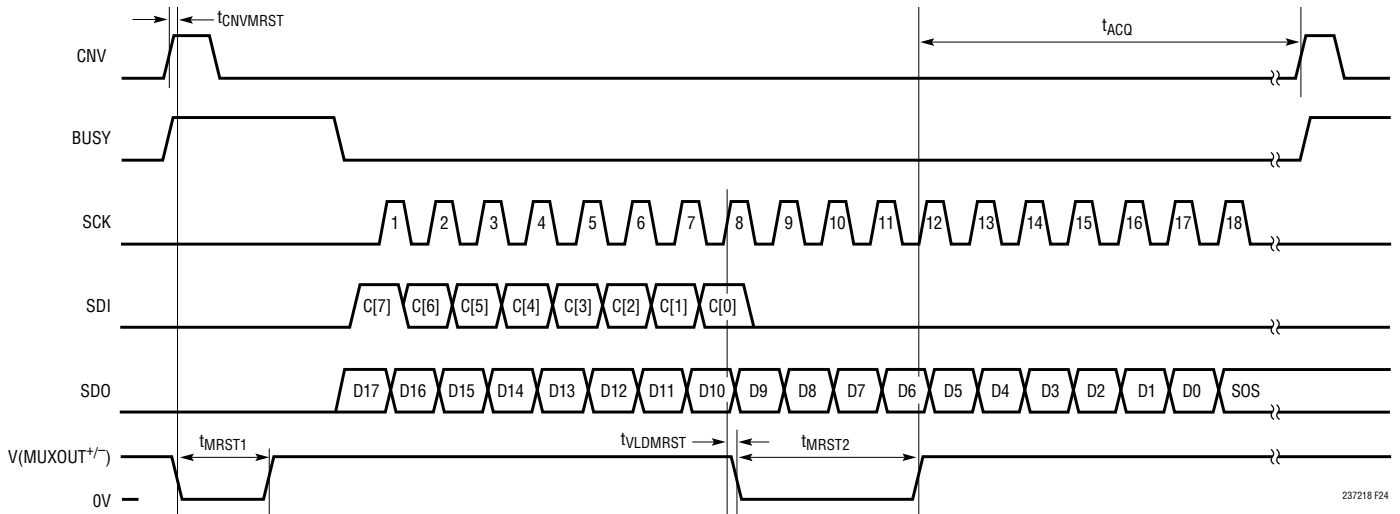 tCNVMRST
CNV
tACQ
BUSY
SCK 1 2 3 4 5 6 7 8 9 10 11 12 13 14 15 16 17 18
SDI C[7] C[6] C[5] C[4] C[3] C[2] C[1] C[0]
SDO D17 D16 D15 D14 D13 D12 D11 D10 D9 D8 D7 D6 D5 D4 D3 D2 D1 D0 SOS
tMRST1 tVLDMRST tMRST2
V(MUXOUT+/–)
0V
237218 F24